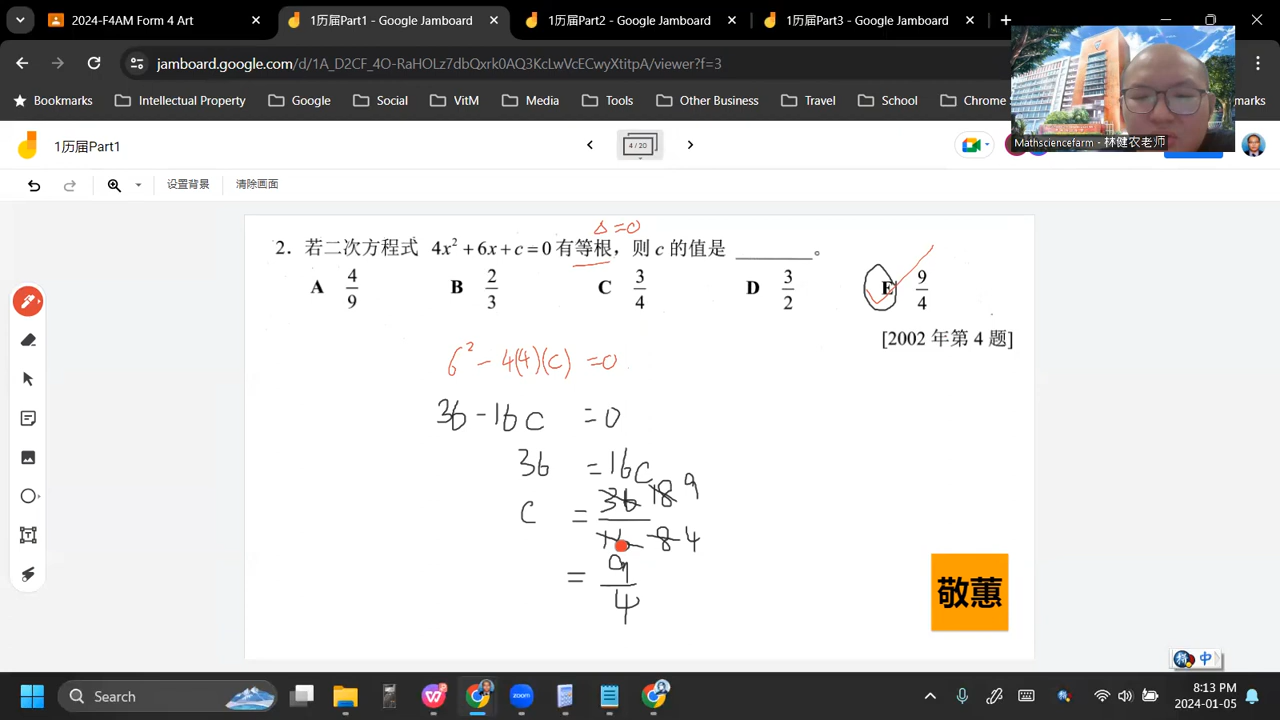 2024-F4AM Form 4 Art
1历届Part1 - Google Jamboard
1历届Part2 - Google Jamboard
1历届Part3 - Google Jamboard
jamboard.google.com/d/1A_D2CF_4O-RaHOLz7dbQxrk0AQ3KcLwVcECwyXtitpA/viewer?f=3
Bookmarks
Intellectual Property
Social
VitM
Media
Tools
Other Business
Travel
School
Chrome
Mathsciencefarm - 林健农老师
1历届Part1
4 / 20
设置背景
清除画面
Δ = 0
2. 若二次方程式 4x² + 6x + c = 0 有等根，则 c 的值是 ________。
A 4/9 B 2/3 C 3/4 D 3/2 E 9/4
[2002 年第 4 题]
6² - 4(4)(c) = 0
36 - 16c = 0
36 = 16c
c = 36/16 18/8 9/4
= 9/4
敬蕙
中
Search
8:13 PM
2024-01-05